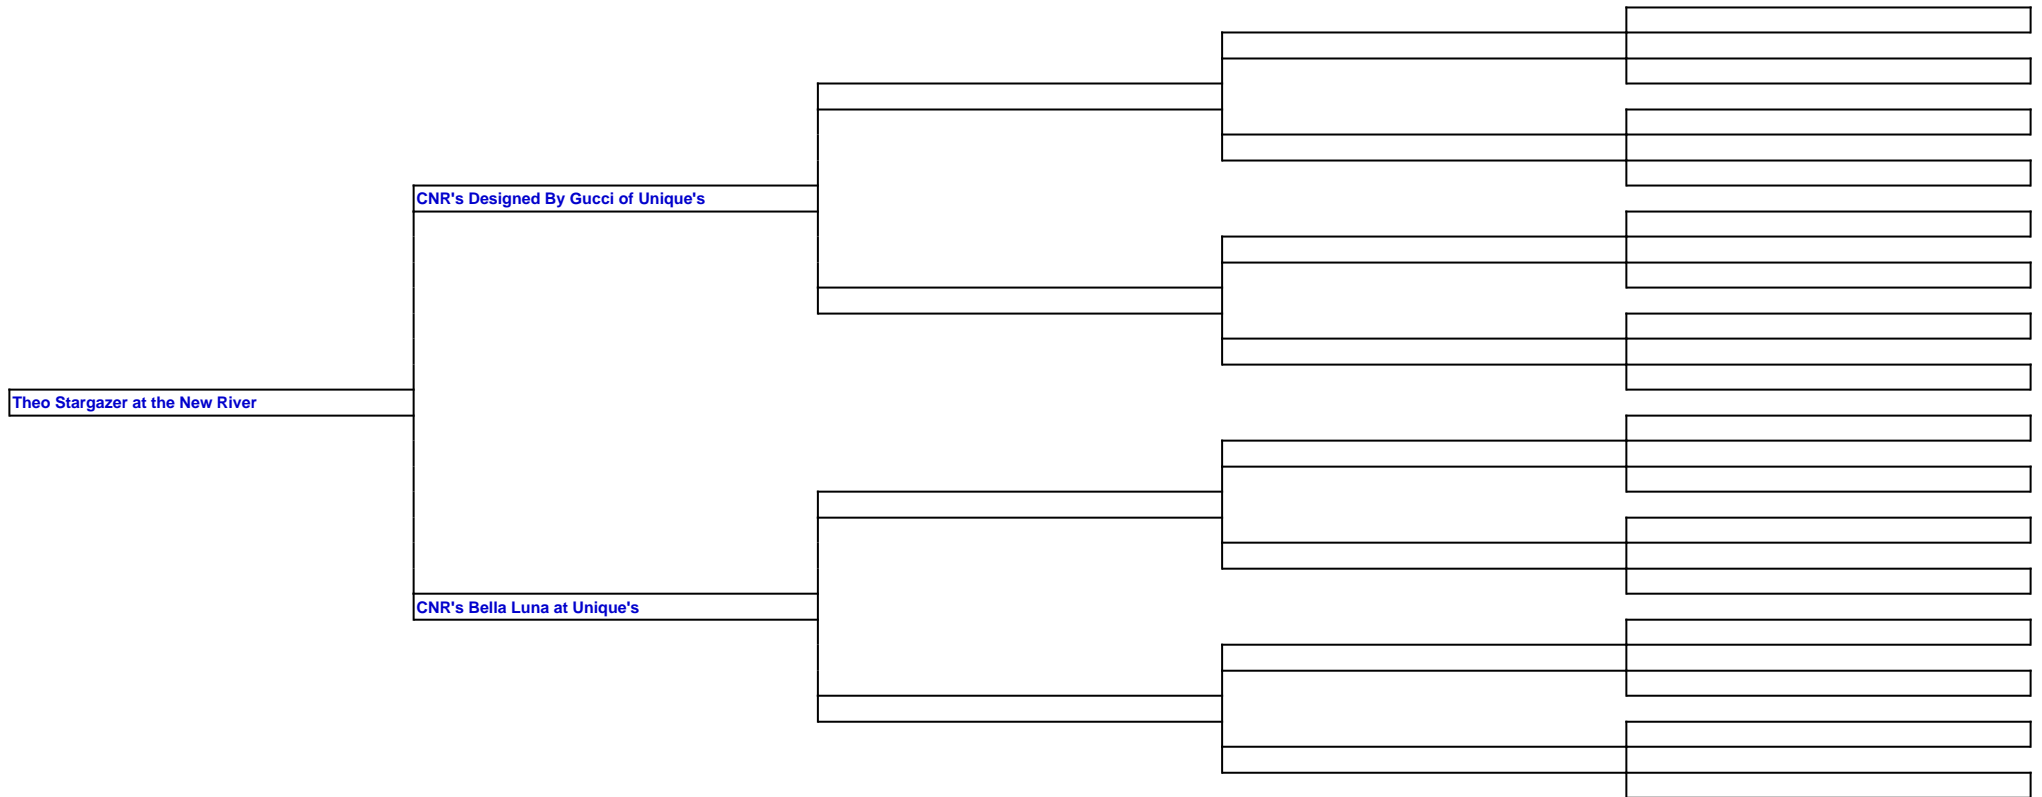 CNR's Designed By Gucci of Unique's
Theo Stargazer at the New River
CNR's Bella Luna at Unique's